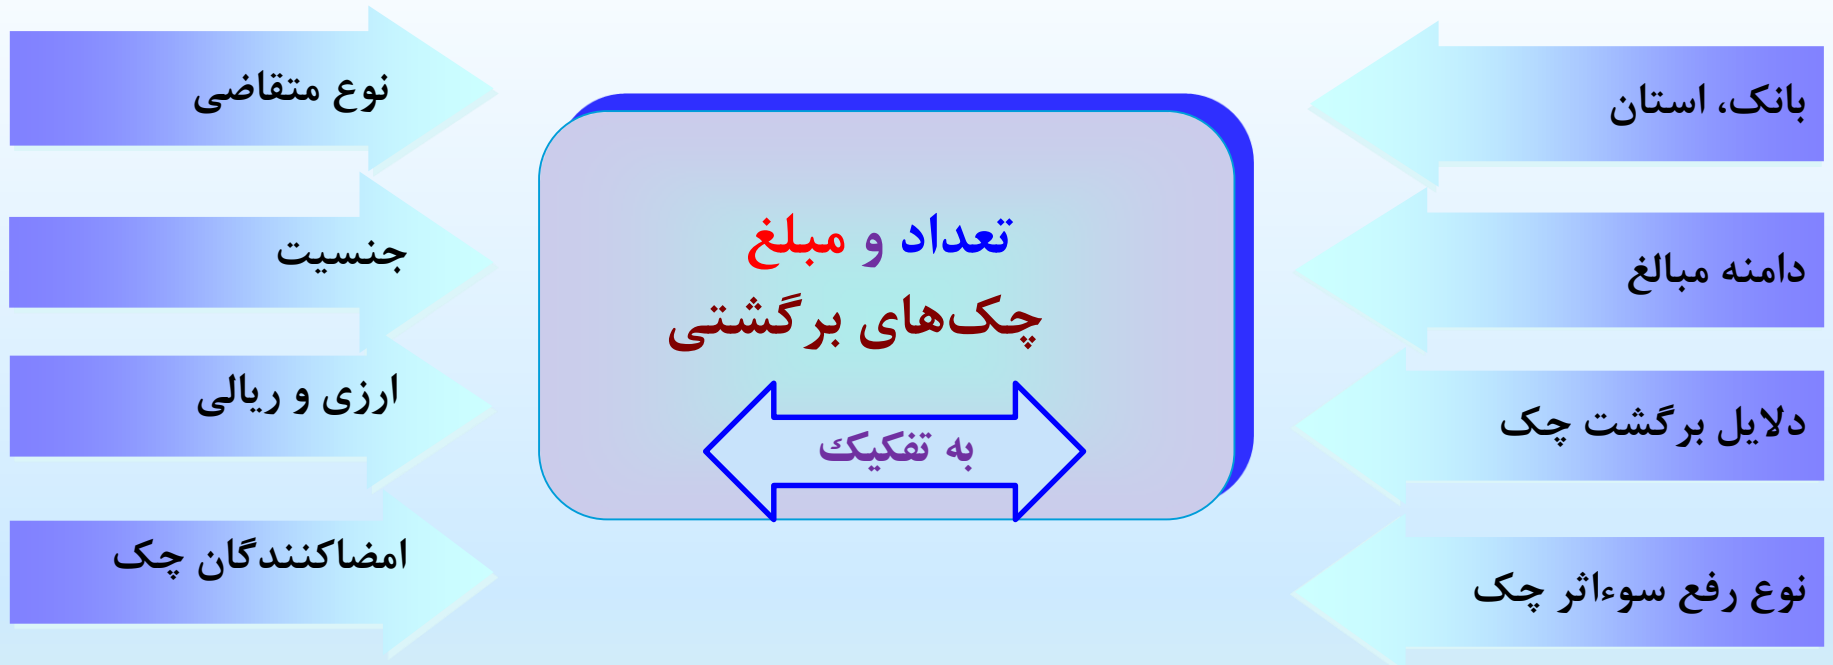 تعداد و مبلغ
چک‌های برگشتی
به تفکیک
بانک، استان
دامنه مبالغ
دلایل برگشت چک
نوع رفع سوءاثر چک
نوع متقاضی
جنسیت
ارزی و ریالی
امضاکنندگان چک